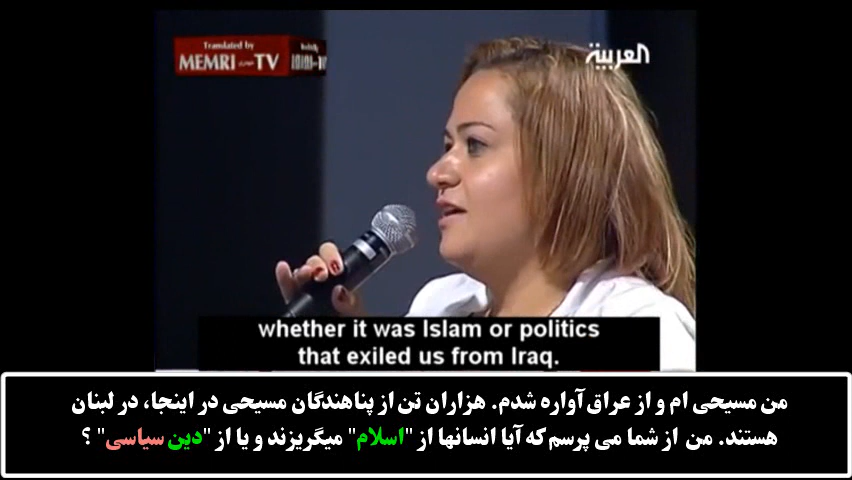 Translated by
MEMRI TV
العربية
whether it was Islam or politics
that exiled us from Iraq.
من مسیحی ام و از عراق آواره شدم. هزاران تن از پناهندگان مسیحی در اینجا، در لبنان
هستند. من از شما می پرسم که آیا انسانها از "اسلام" میگریزند و یا از "دین سیاسی" ؟